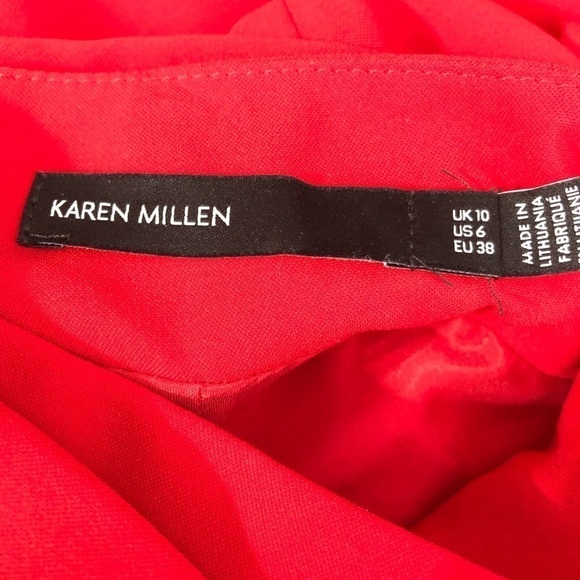 KAREN MILLEN
UK 10
US 6
EU 38
MADE IN
LITHUANIA
FABRIQUE